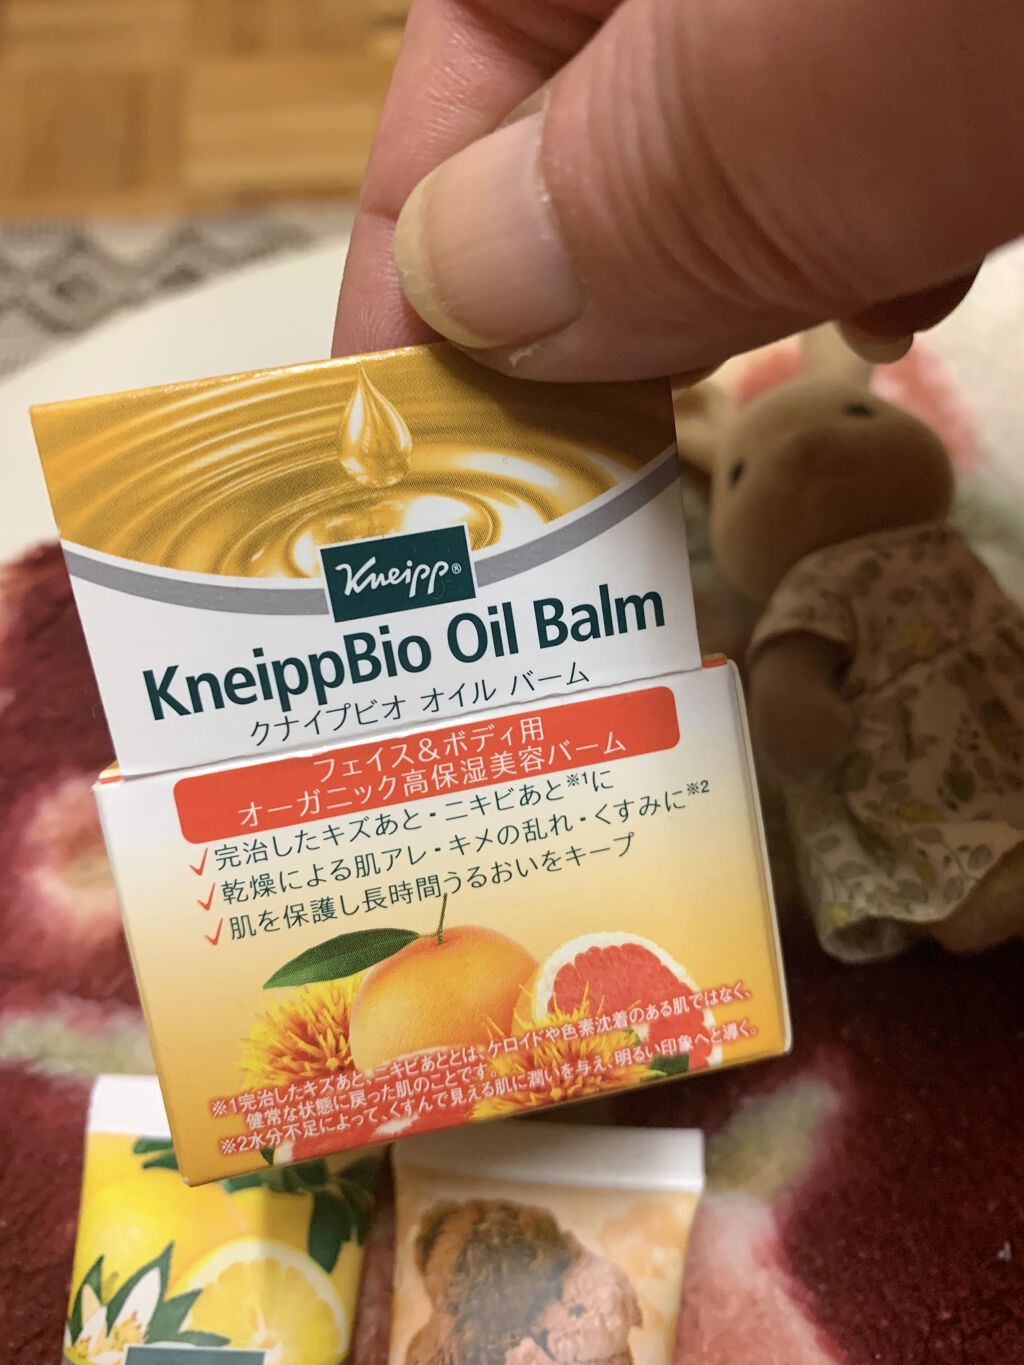 Kneipp®
KneippBio Oil Balm
クナイプビオ オイル バーム
フェイス&ボディ用
オーガニック高保湿美容バーム
✓完治したキズあと・ニキビあと※1に
✓乾燥による肌アレ・キメの乱れ・くすみに※2
✓肌を保護し長時間うるおいをキープ
※1完治したキズあと、ニキビあととは、ケロイドや色素沈着のある肌ではなく、
健常な状態に戻った肌のことです。
※2水分不足によって、くすんで見える肌に潤いを与え、明るい印象へと導く。